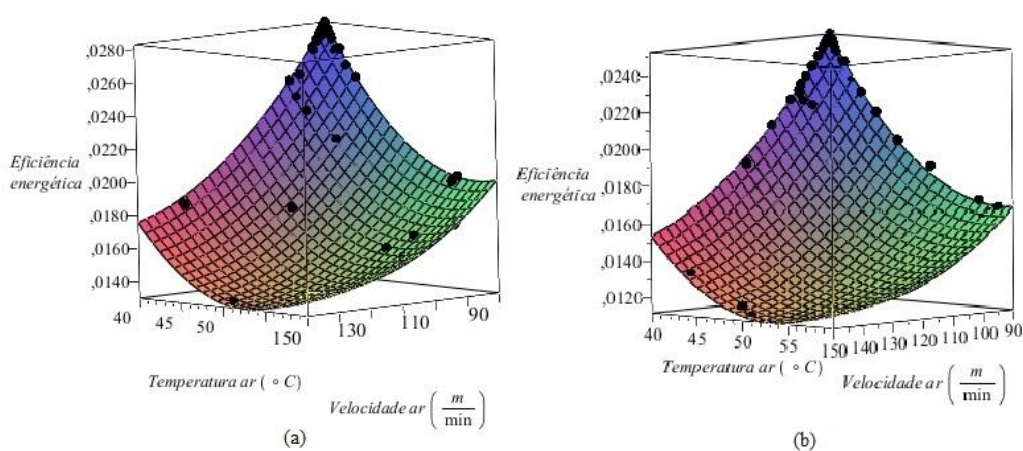 ,0280
,0260
,0240
,0220
,0200
,0180
,0160
,0140
Eficiência
energética
40 45 50 150 130 110 90
Temperatura ar ( ∘ C)
Velocidade ar ( m/min )
(a)
,0240
,0220
,0200
,0180
,0160
,0140
,0120
Eficiência
energética
40 45 50 55 150 140 130 120 110 100 90
Temperatura ar ( ∘ C)
Velocidade ar ( m/min )
(b)